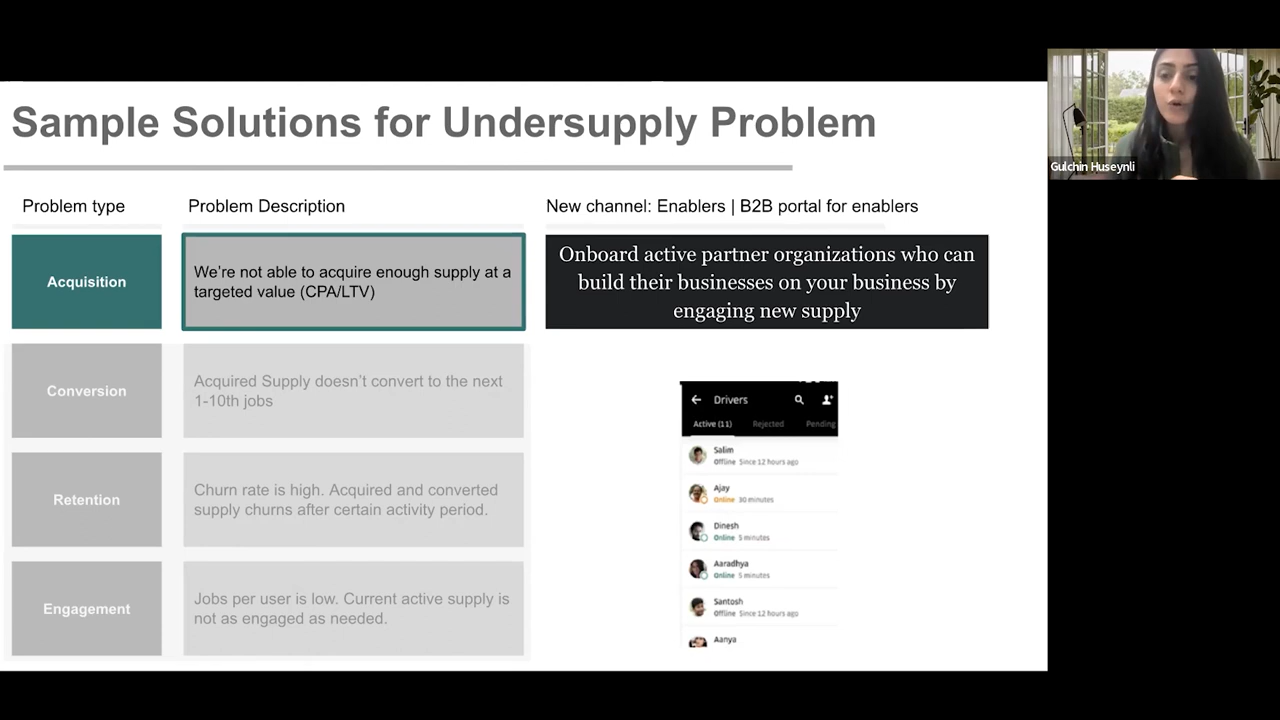 Sample Solutions for Undersupply Problem
Problem type
Problem Description
New channel: Enablers | B2B portal for enablers
Acquisition
We're not able to acquire enough supply at a
targeted value (CPA/LTV)
Onboard active partner organizations who can
build their businesses on your business by
engaging new supply
Conversion
Acquired Supply doesn't convert to the next
1-10th jobs
Retention
Churn rate is high. Acquired and converted
supply churns after certain activity period.
Engagement
Jobs per user is low. Current active supply is
not as engaged as needed.
Drivers
Active (11) Rejected Pending
Salim
Offline Since 12 hours ago
Ajay
Online 30 minutes
Dinesh
Online 5 minutes
Aaradhya
Online 5 minutes
Santosh
Offline Since 12 hours ago
Aanya
Gulchin Huseynli